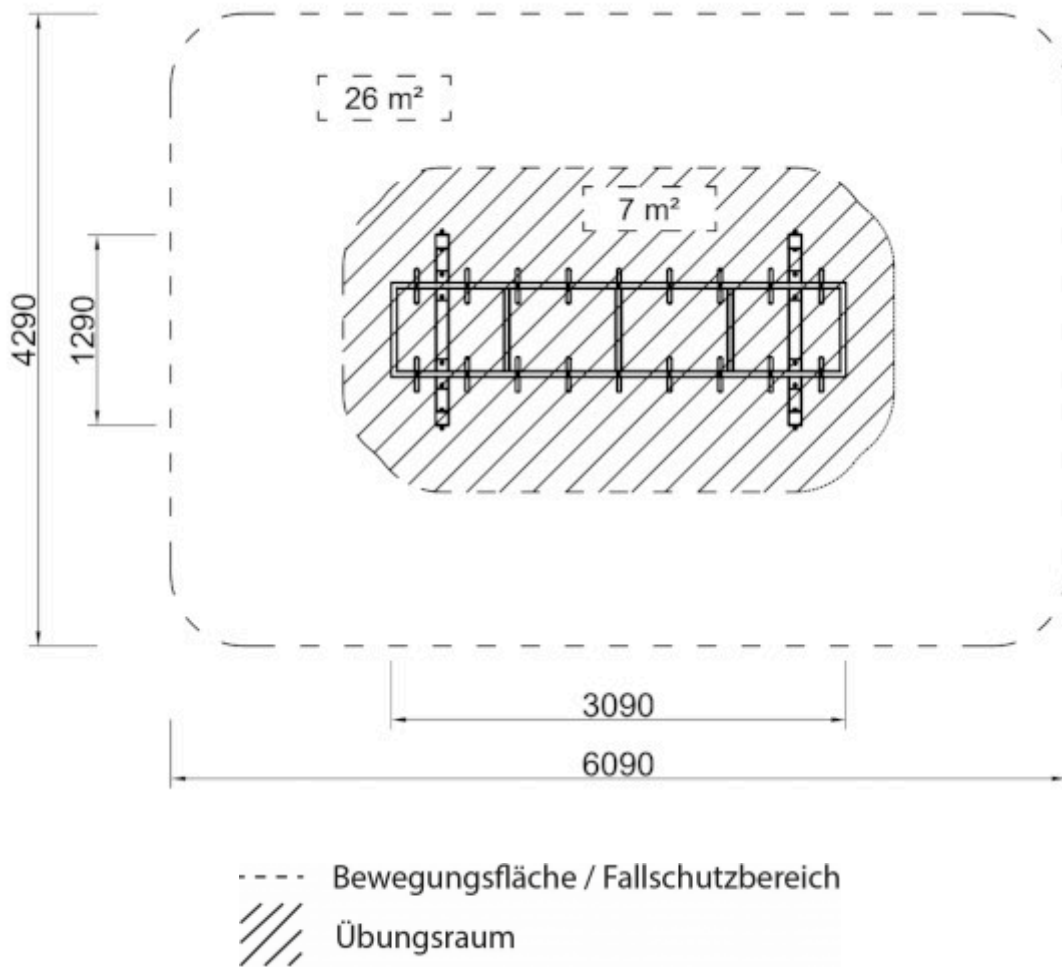 26 m²
7 m²
4290
1290
3090
6090
Bewegungsfläche / Fallschutzbereich
Übungsraum